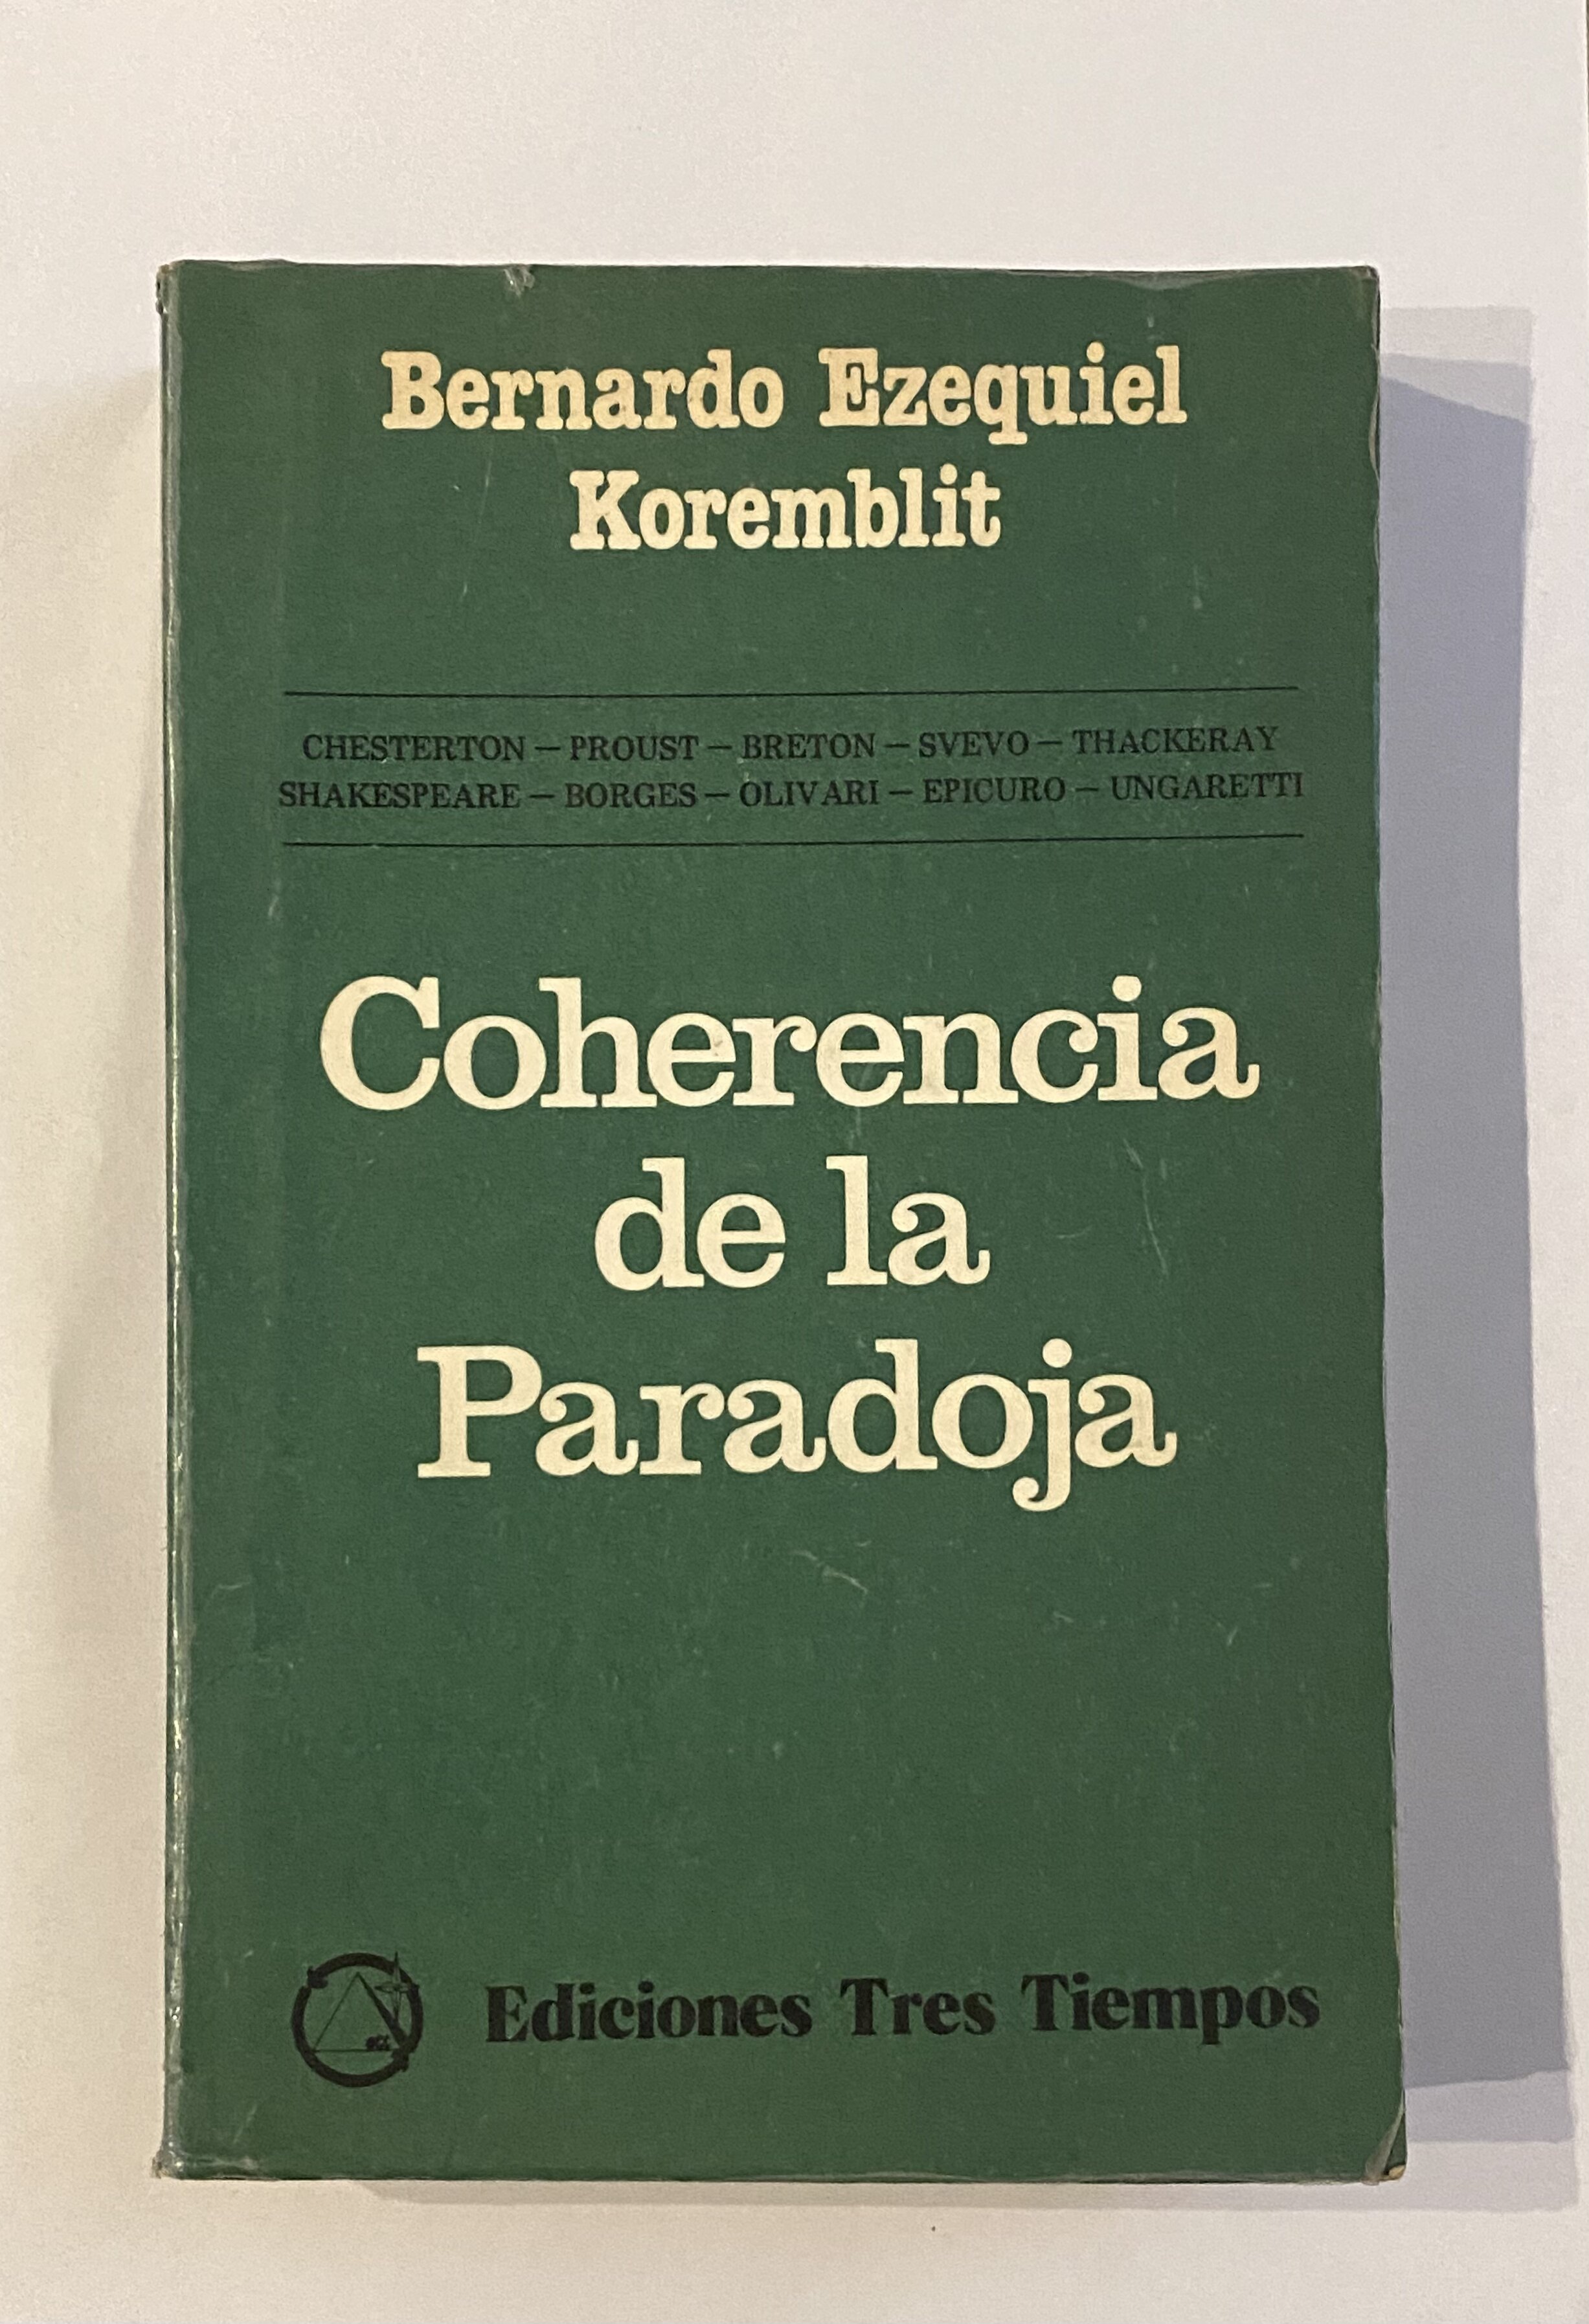 Bernardo Ezequiel
Koremblit
CHESTERTON — PROUST — BRETON — SVEVO — THACKERAY
SHAKESPEARE — BORGES — OLIVARI — EPICURO — UNGARETTI
Coherencia
de la
Paradoja
Ediciones Tres Tiempos